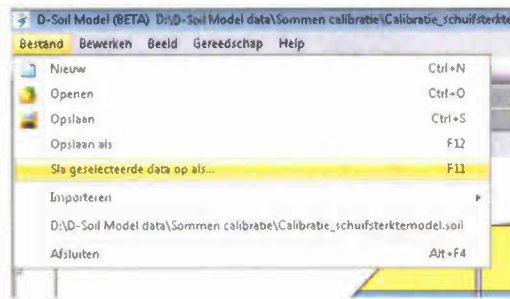 D-Soil Model (BETA) D:\D-Soil Model data\Sommen calibratie\Calibratie_schuifsterkte
Bestand Bewerken Beeld Gereedschap Help
Nieuw Ctrl+N
Openen Ctrl+O
Opslaan Ctrl+S
Opslaan als F12
Sla geselecteerde data op als... F11
Importeren
D:\D-Soil Model data\Sommen calibratie\Calibratie_schuifsterktemodel.soil
Afsluiten Alt+F4